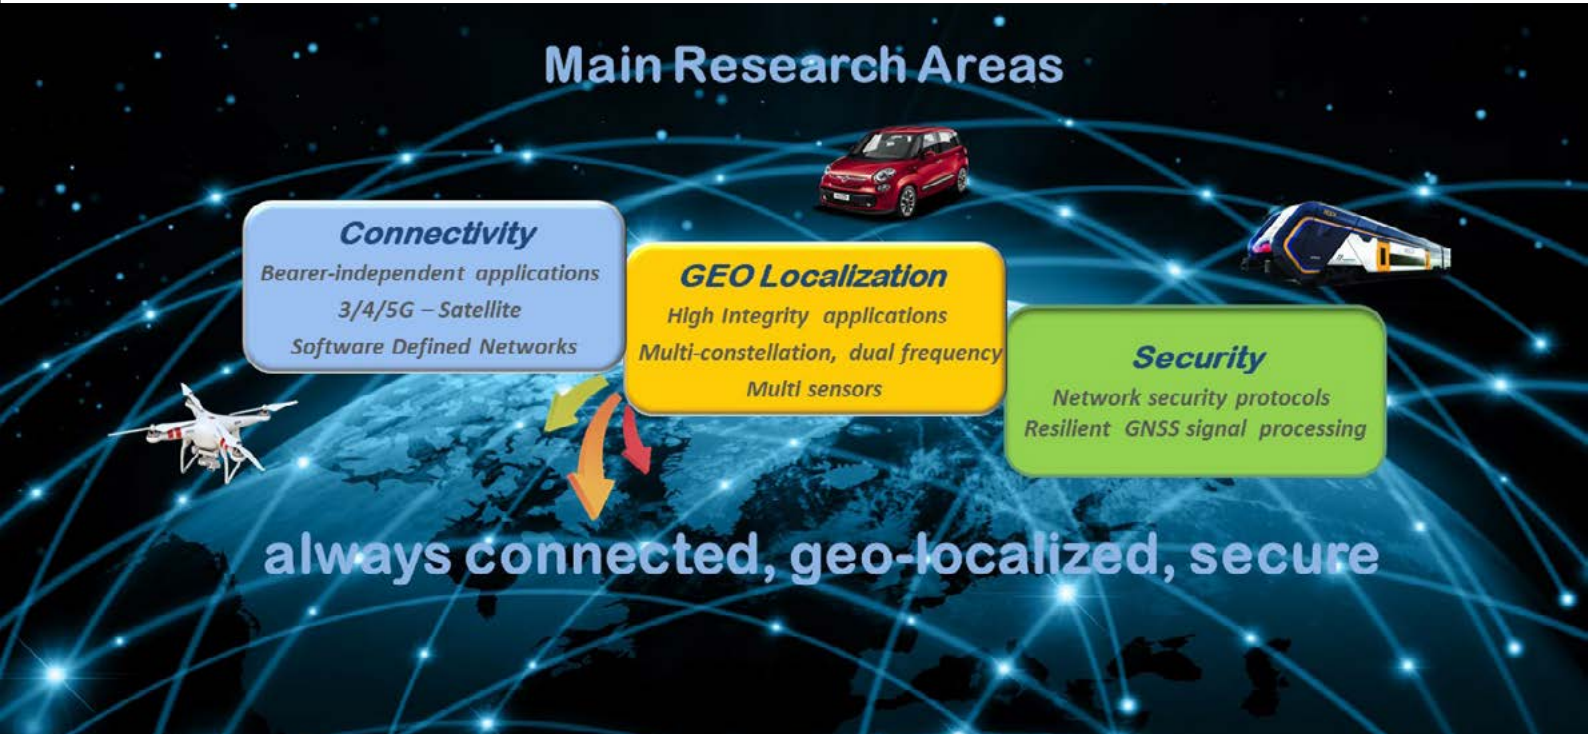 Main Research Areas
Connectivity
Bearer-independent applications
3/4/5G – Satellite
Software Defined Networks
GEO Localization
High Integrity applications
Multi-constellation, dual frequency
Multi sensors
Security
Network security protocols
Resilient GNSS signal processing
always connected, geo-localized, secure